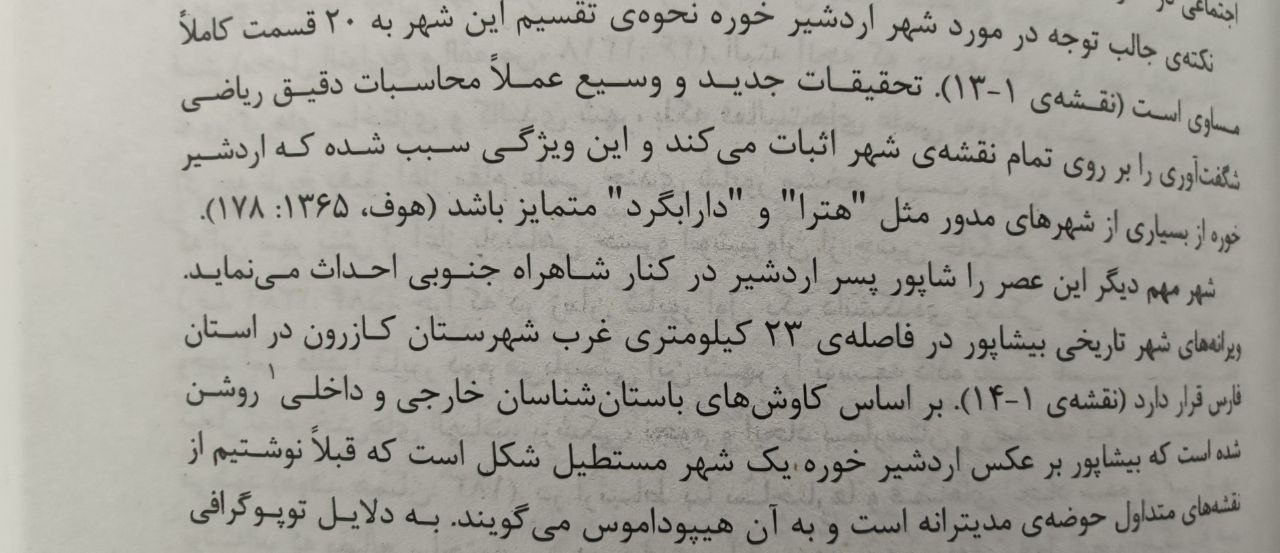 اجتماعی در
نکته‌ی جالب توجه در مورد شهر اردشیر خوره نحوه‌ی تقسیم این شهر به ۲۰ قسمت کاملاً
مساوی است (نقشه‌ی ۱-۱۳). تحقیقات جدید و وسیع عملاً محاسبات دقیق ریاضی
شگفت‌آوری را بر روی تمام نقشه‌ی شهر اثبات می‌کند و این ویژگی سبب شده که اردشیر
خوره از بسیاری از شهرهای مدور مثل "هترا" و "دارابگرد" متمایز باشد (هوف، ۱۳۶۵: ۱۷۸).
شهر مهم دیگر این عصر را شاپور پسر اردشیر در کنار شاهراه جنوبی احداث می‌نماید.
ویرانه‌های شهر تاریخی بیشاپور در فاصله‌ی ۲۳ کیلومتری غرب شهرستان کازرون در استان
فارس قرار دارد (نقشه‌ی ۱-۱۴). بر اساس کاوش‌های باستان‌شناسان خارجی و داخلی۱ روشن
شده است که بیشاپور بر عکس اردشیر خوره یک شهر مستطیل شکل است که قبلاً نوشتیم از
نقشه‌های متداول حوضه‌ی مدیترانه است و به آن هیپوداموس می‌گویند. به دلایل توپوگرافی